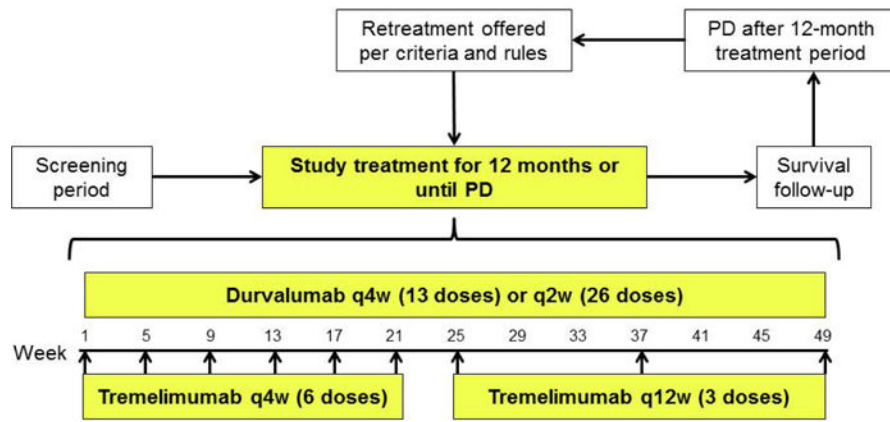 Retreatment offered
per criteria and rules
PD after 12-month
treatment period
Screening
period
Study treatment for 12 months or
until PD
Survival
follow-up
Durvalumab q4w (13 doses) or q2w (26 doses)
Week 1 5 9 13 17 21 25 29 33 37 41 45 49
Tremelimumab q4w (6 doses)
Tremelimumab q12w (3 doses)